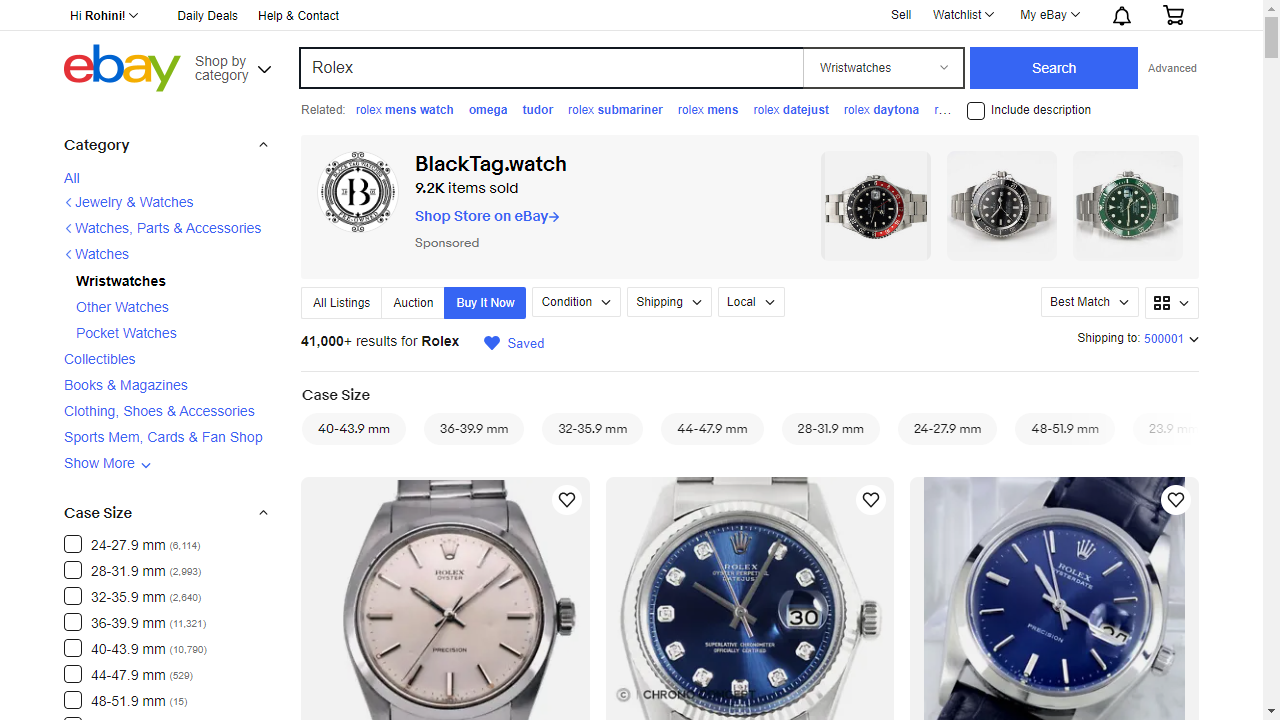 Hi Rohini!
Daily Deals
Help & Contact
Sell
Watchlist
My eBay
ebay
Shop by
category
Rolex
Wristwatches
Search
Advanced
Related: rolex mens watch omega tudor rolex submariner rolex mens rolex datejust rolex daytona r...
Include description
Category
All
Jewelry & Watches
Watches, Parts & Accessories
Watches
Wristwatches
Other Watches
Pocket Watches
Collectibles
Books & Magazines
Clothing, Shoes & Accessories
Sports Mem, Cards & Fan Shop
Show More
Case Size
24-27.9 mm (6,114)
28-31.9 mm (2,993)
32-35.9 mm (2,640)
36-39.9 mm (11,321)
40-43.9 mm (10,790)
44-47.9 mm (529)
48-51.9 mm (15)
B
BlackTag.watch
9.2K items sold
Shop Store on eBay
Sponsored
All Listings
Auction
Buy It Now
Condition
Shipping
Local
Best Match
41,000+ results for Rolex
Saved
Shipping to: 500001
Case Size
40-43.9 mm
36-39.9 mm
32-35.9 mm
44-47.9 mm
28-31.9 mm
24-27.9 mm
48-51.9 mm
23.9 m
ROLEX
OYSTER
PRECISION
ROLEX
OYSTER PERPETUAL
DATEJUST
30
SUPERLATIVE CHRONOMETER
OFFICIALLY CERTIFIED
ROLEX
OYSTERDATE
PRECISION